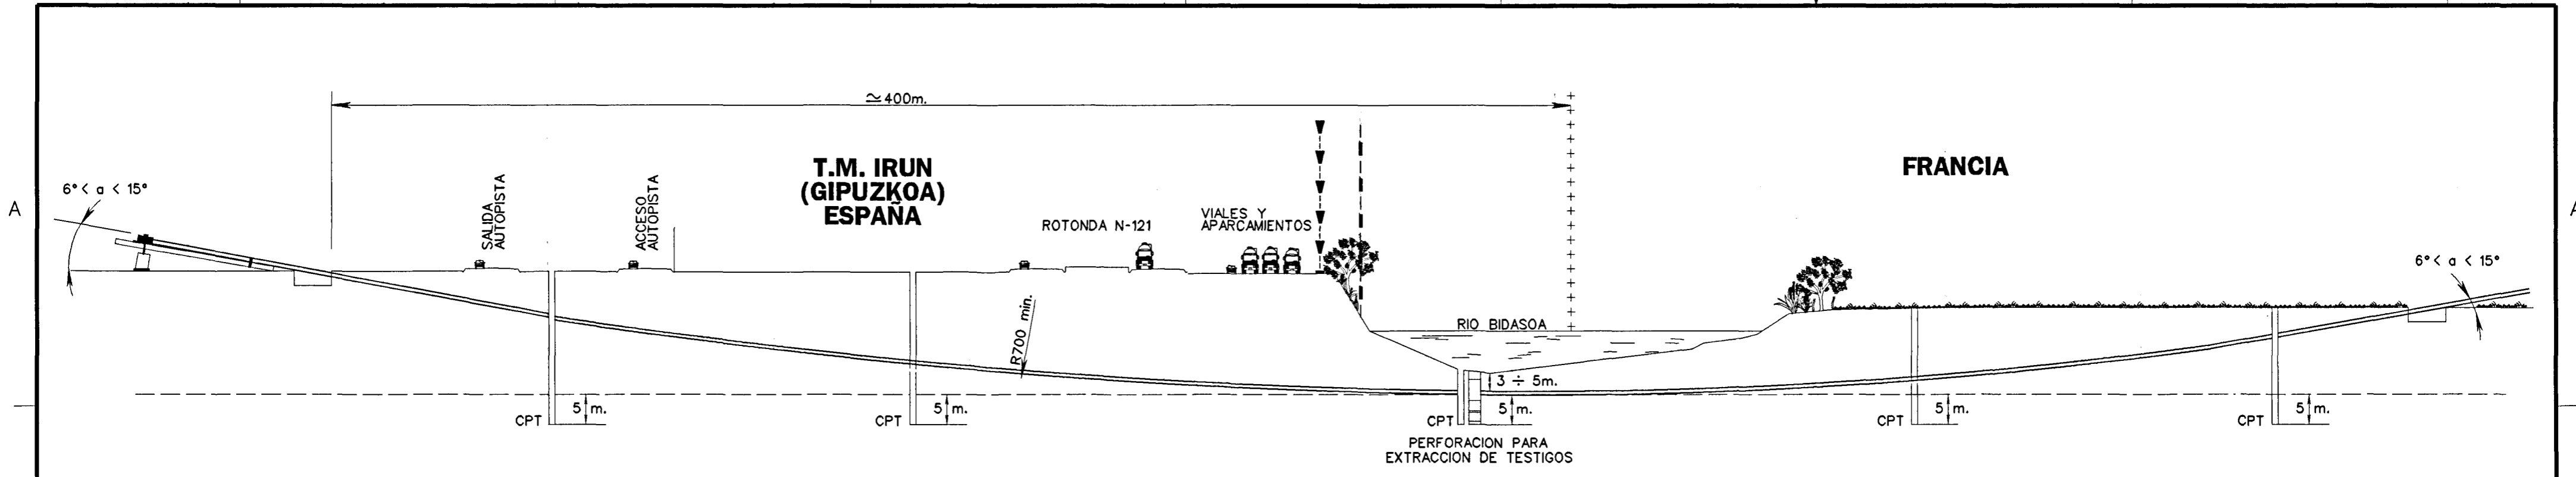 ≃400m.
T.M. IRUN
(GIPUZKOA)
ESPAÑA
FRANCIA
6° < a < 15°
A
A
SALIDA
AUTOPISTA
ACCESO
AUTOPISTA
ROTONDA N-121
VIALES Y
APARCAMIENTOS
6° < a < 15°
R700 min.
RIO BIDASOA
3 ÷ 5m.
CPT
5 m.
CPT
5 m.
CPT
5 m.
CPT
5 m.
CPT
5 m.
PERFORACION PARA
EXTRACCION DE TESTIGOS